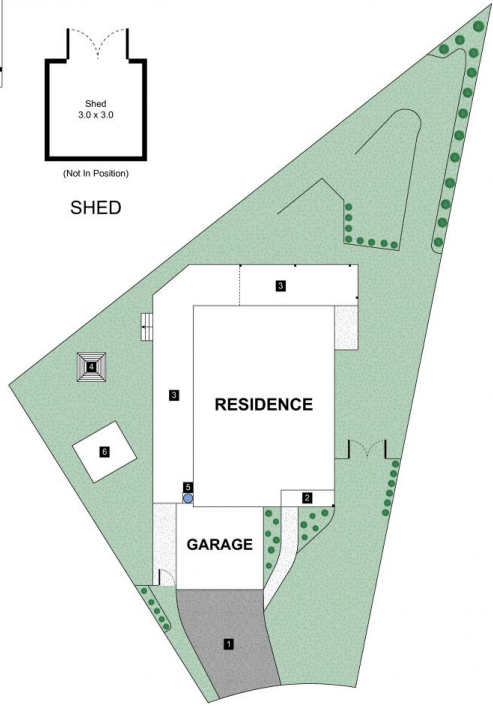 Shed
3.0 x 3.0
(Not In Position)
SHED
3
4
3
RESIDENCE
6
5
2
GARAGE
1